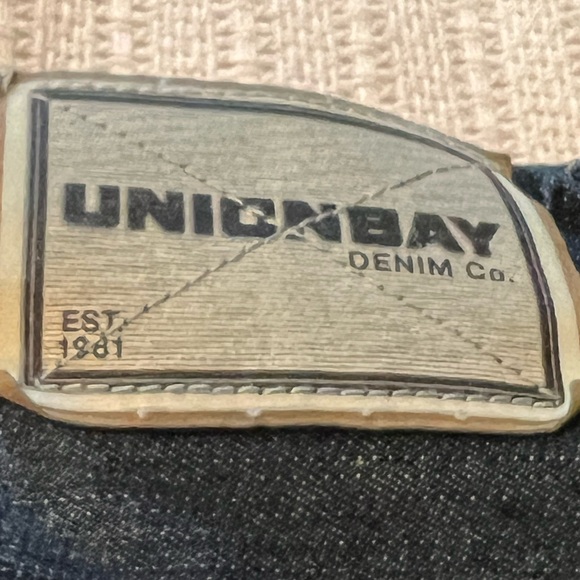 UNIONBAY
DENIM Co.
EST.
1981